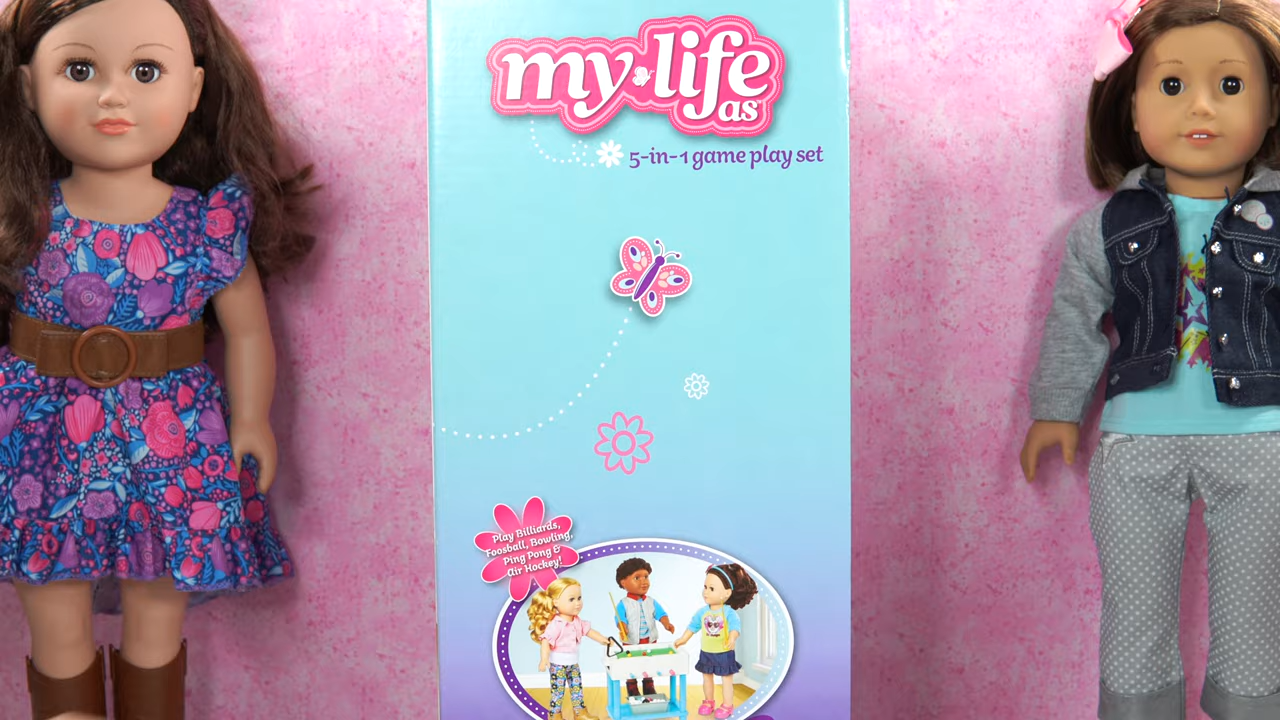 my life
as
5-in-1 game play set
Play Billiards,
Foosball, Bowling,
Ping Pong &
Air Hockey!